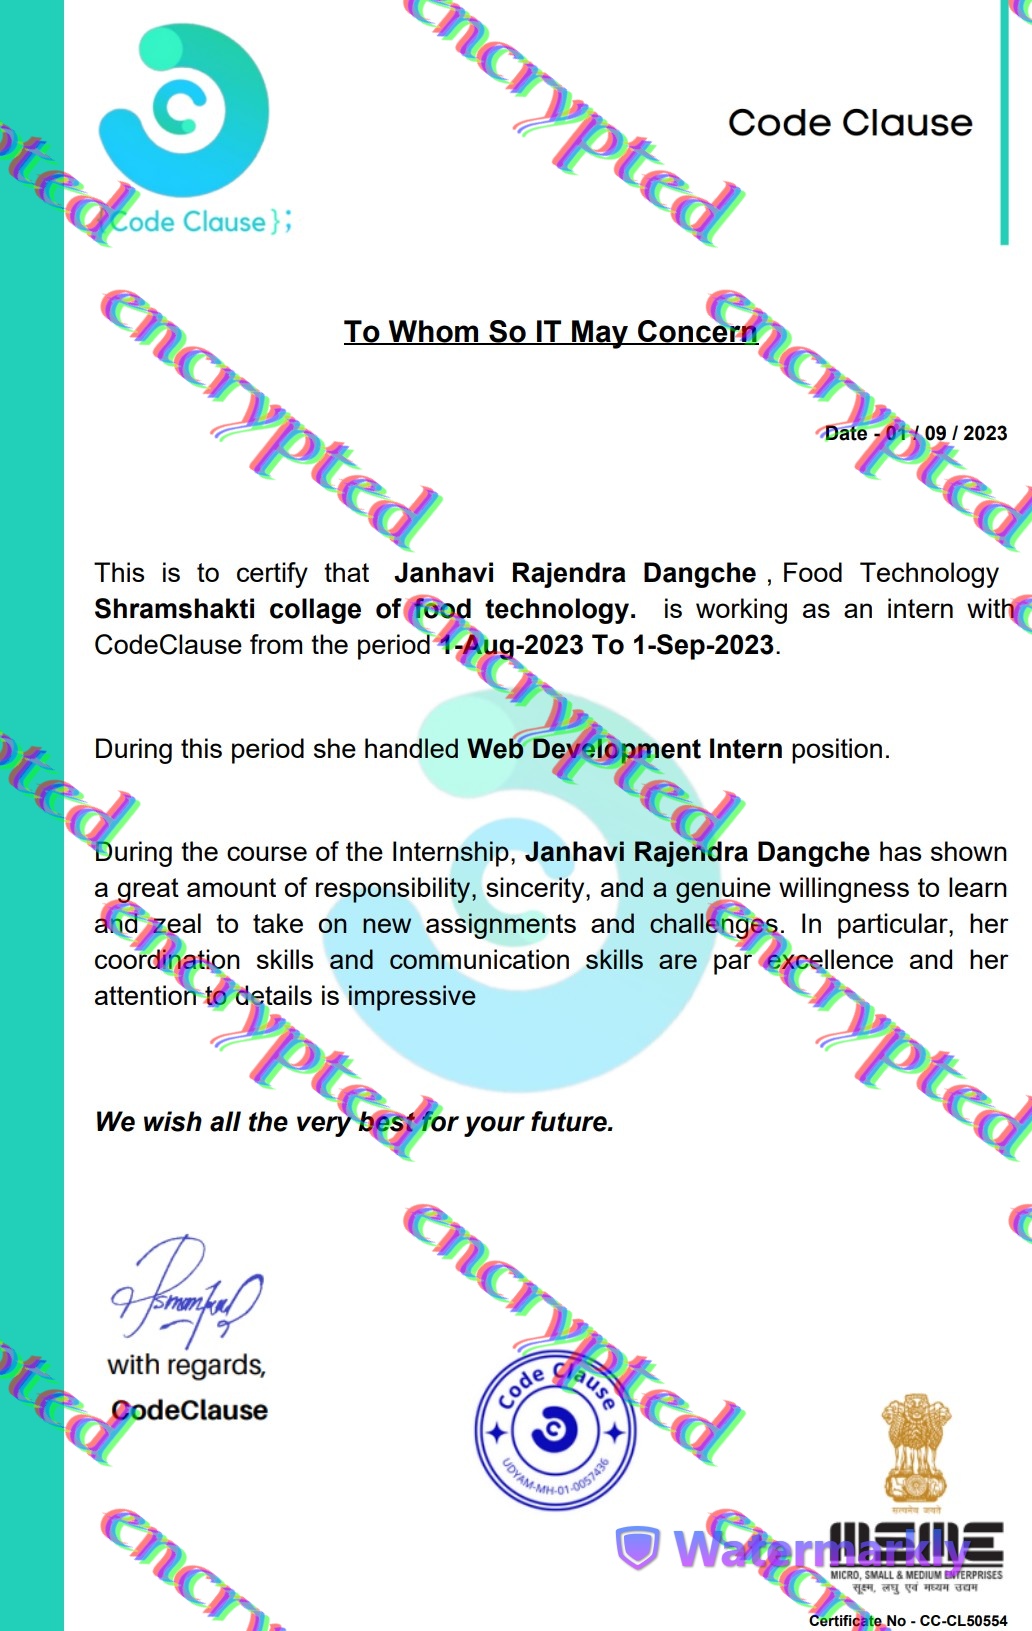 {Code Clause};
Code Clause
To Whom So IT May Concern
Date - 01 / 09 / 2023
This is to certify that Janhavi Rajendra Dangche , Food Technology
Shramshakti collage of food technology. is working as an intern with
CodeClause from the period 1-Aug-2023 To 1-Sep-2023.
During this period she handled Web Development Intern position.
During the course of the Internship, Janhavi Rajendra Dangche has shown
a great amount of responsibility, sincerity, and a genuine willingness to learn
and zeal to take on new assignments and challenges. In particular, her
coordination skills and communication skills are par excellence and her
attention to details is impressive
We wish all the very best for your future.
with regards,
CodeClause
Code Clause
UDYAM-MH-01-0057436
सत्यमेव जयते
MSME
MICRO, SMALL & MEDIUM ENTERPRISES
सूक्ष्म, लघु एवं मध्यम उद्यम
Certificate No - CC-CL50554
Watermarkly
encrypted
encrypted
encrypted
encrypted
encrypted
encrypted
encrypted